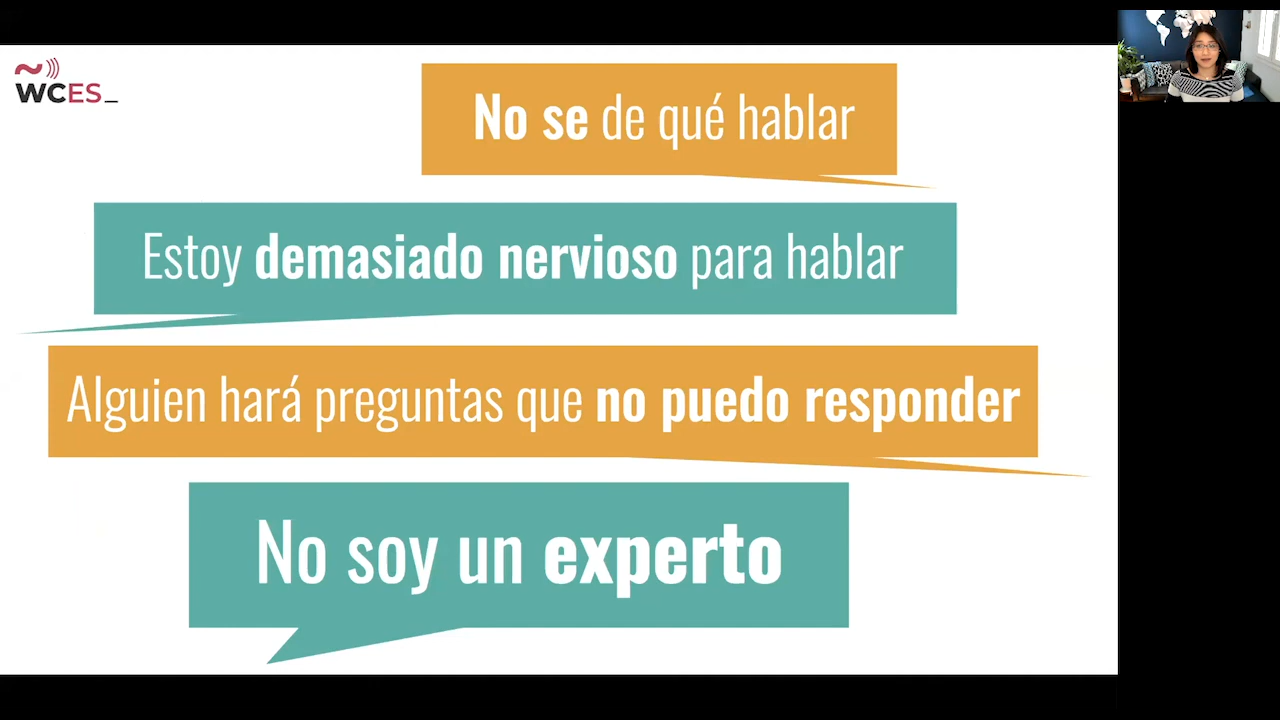 WCES_
No se de qué hablar
Estoy demasiado nervioso para hablar
Alguien hará preguntas que no puedo responder
No soy un experto